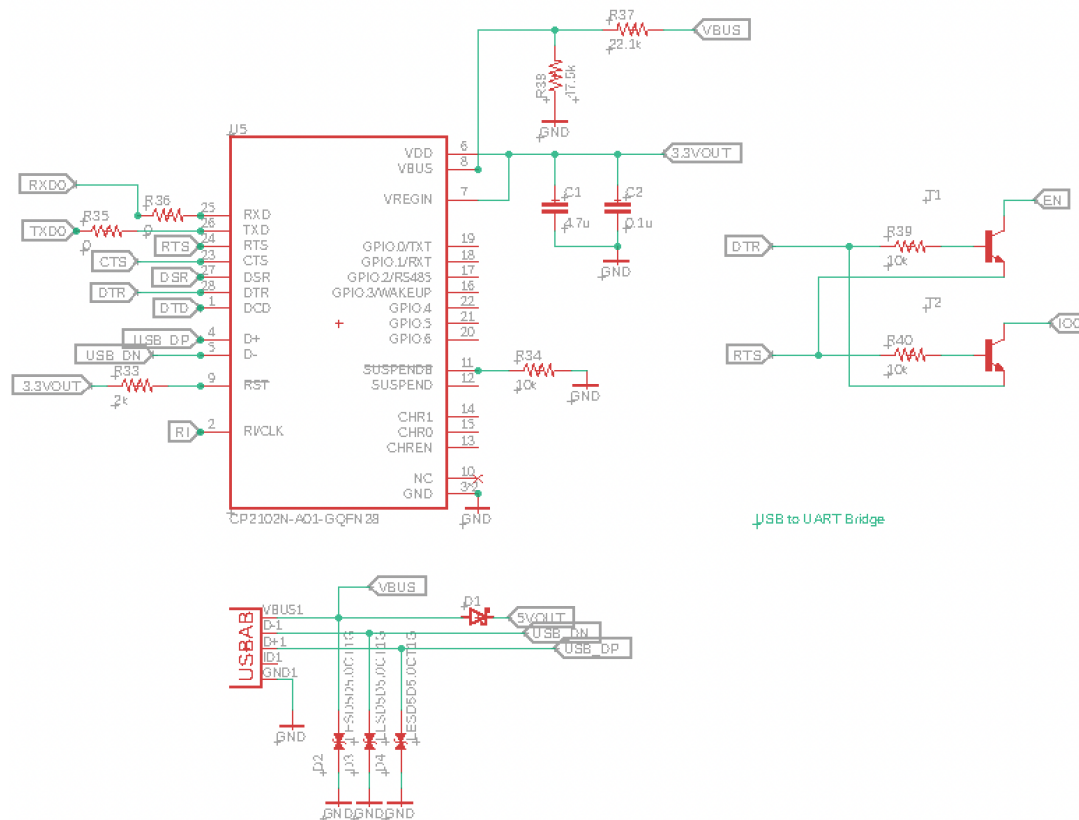 R37
22.1k
VBUS
R38
GND
U5
VDD 6
VBUS 8
VREGIN 7
3.3VOUT
C1
4.7u
C2
0.1u
GND
RXD0
R36
0
25 RXD
TXD0
R35
0
26 TXD
RTS
24 RTS
CTS
23 CTS
DSR
27 DSR
DTR
28 DTR
DTD
1 DCD
USB_DP
4 D+
USB_DN
5 D-
3.3VOUT
R33
2k
9 RST
RI
2 RI/CLK
GPIO.0/TXT 19
GPIO.1/RXT 18
GPIO.2/RS485 17
GPIO.3/WAKEUP 16
GPIO.4 22
GPIO.5 21
GPIO.6 20
SUSPENDB 11
SUSPEND 12
R34
10k
GND
CHR1 14
CHR0 15
CHREN 13
NC 10
GND
GND
CP2102N-A01-GQFN28
T1
EN
DTR
R39
10k
T2
RTS
R40
10k
USB to UART Bridge
VBUS
USBAB
VBUS1
D-1
D+1
ID1
GND1
D1
5VOUT
USB_DN
USB_DP
GND
D2
D3
D4
GND
GND
GND